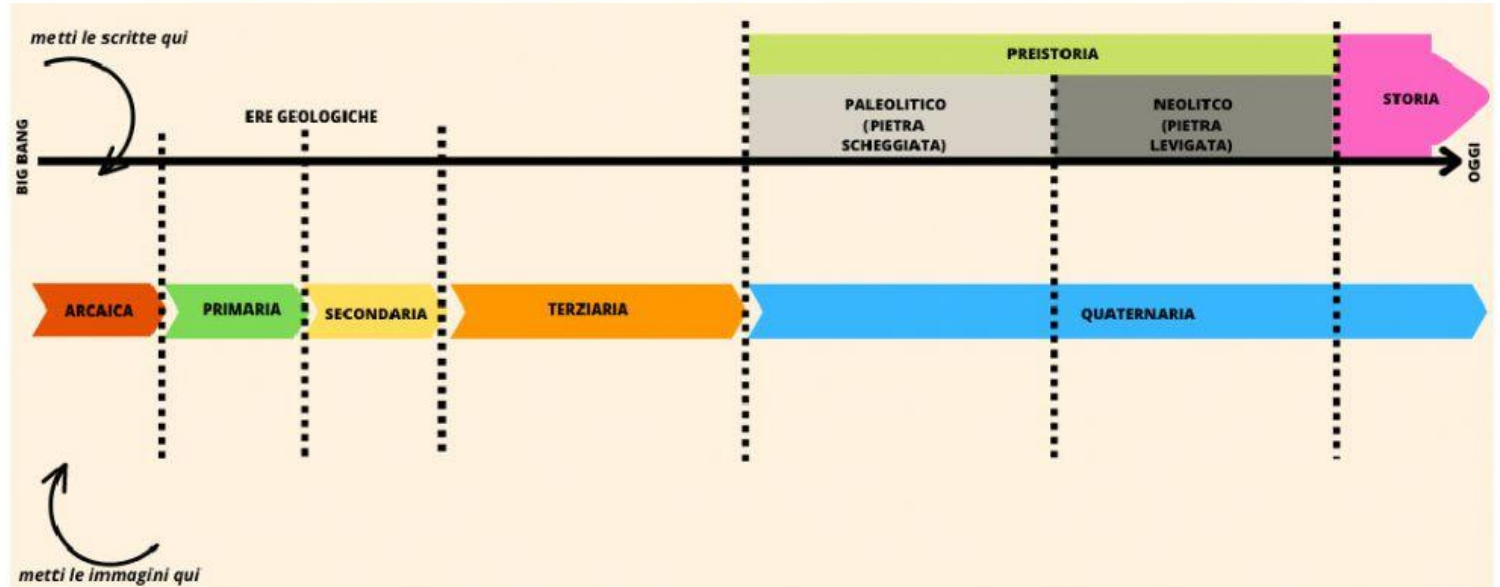 metti le scritte qui
PREISTORIA
STORIA
PALEOLITICO
(PIETRA
SCHEGGIATA)
NEOLITCO
(PIETRA
LEVIGATA)
ERE GEOLOGICHE
BIG BANG
OGGI
ARCAICA
PRIMARIA
SECONDARIA
TERZIARIA
QUATERNARIA
metti le immagini qui